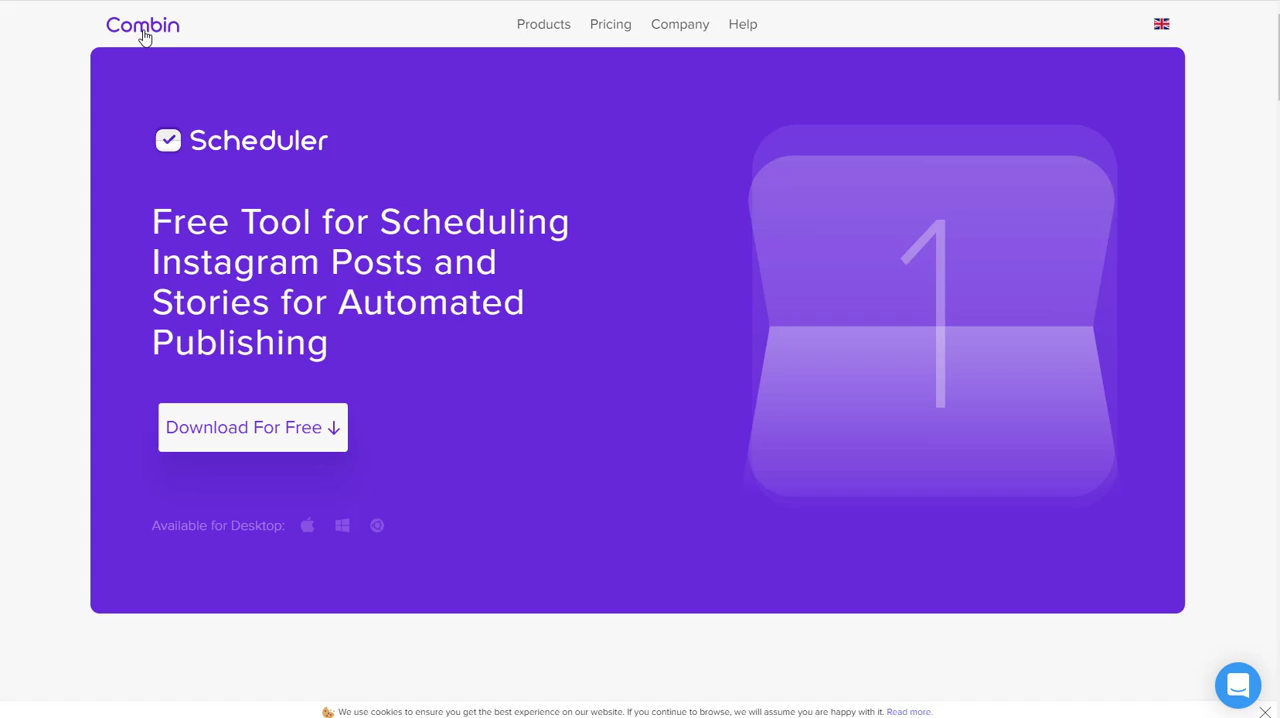 Combin
Products Pricing Company Help
Scheduler
Free Tool for Scheduling
Instagram Posts and
Stories for Automated
Publishing
1
Download For Free ↓
Available for Desktop:
We use cookies to ensure you get the best experience on our website. If you continue to browse, we will assume you are happy with it. Read more.